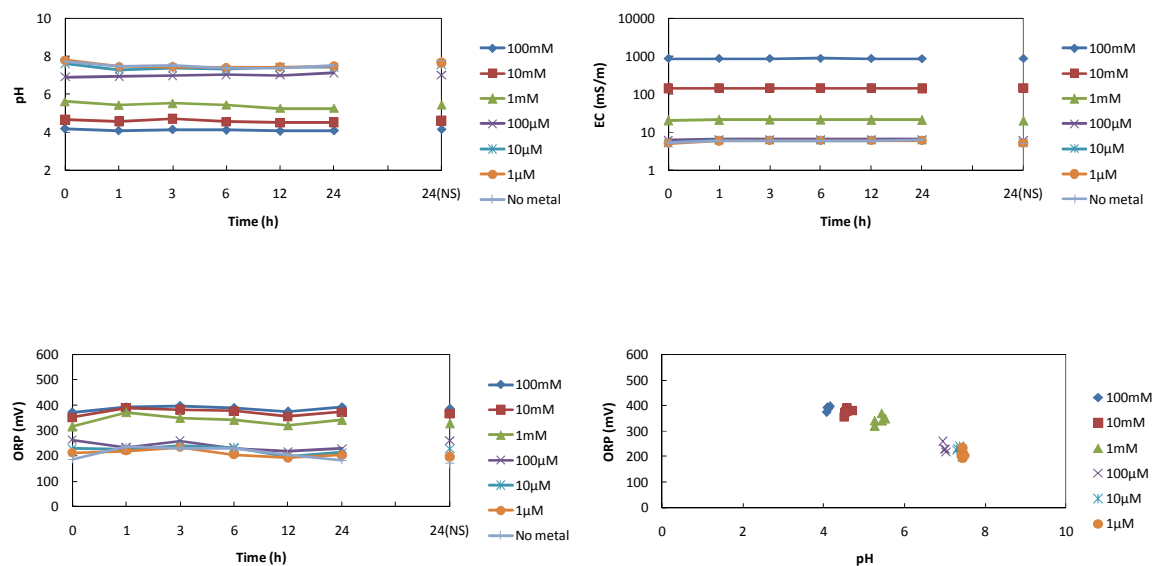 10
8
6
4
2
pH
0 1 3 6 12 24 24(NS)
Time (h)
100mM
10mM
1mM
100µM
10µM
1µM
No metal
10000
1000
100
10
1
EC (mS/m)
0 1 3 6 12 24 24(NS)
Time (h)
100mM
10mM
1mM
100µM
10µM
1µM
No metal
600
500
400
300
200
100
0
ORP (mV)
0 1 3 6 12 24 24(NS)
Time (h)
100mM
10mM
1mM
100µM
10µM
1µM
No metal
600
500
400
300
200
100
0
ORP (mV)
0 2 4 6 8 10
pH
100mM
10mM
1mM
100µM
10µM
1µM